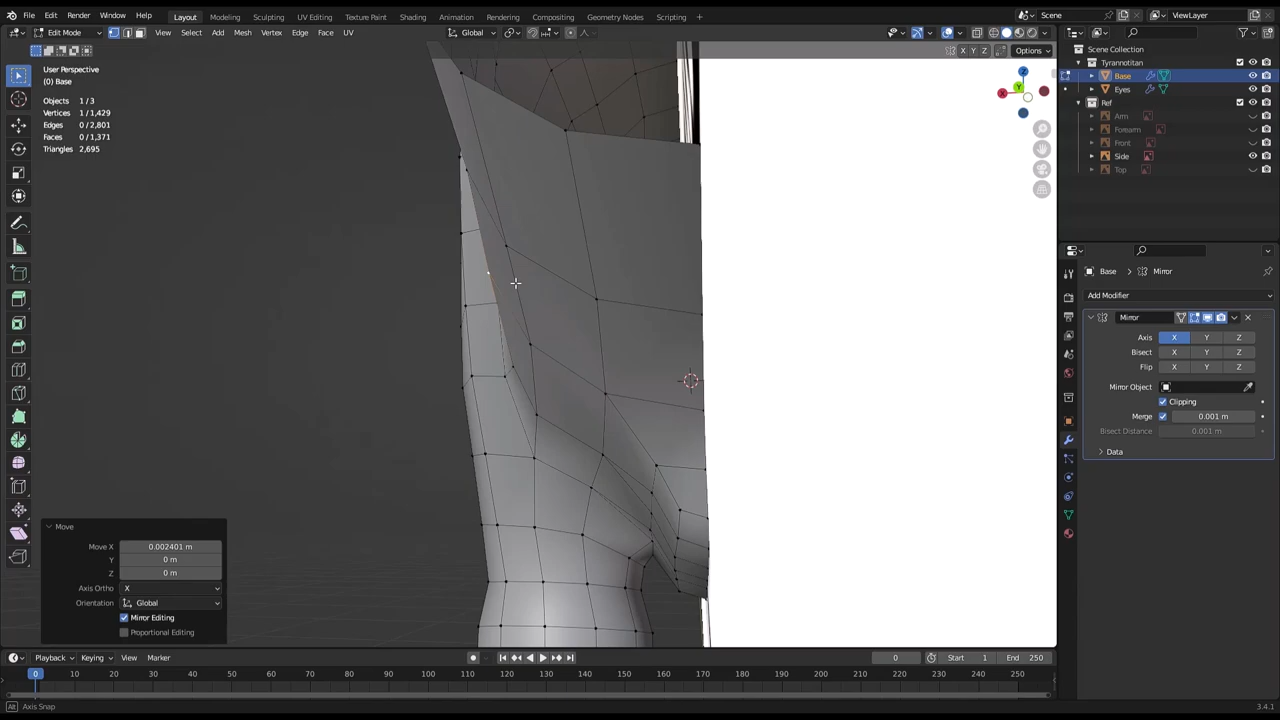 File Edit Render Window Help
Layout Modeling Sculpting UV Editing Texture Paint Shading Animation Rendering Compositing Geometry Nodes Scripting +
Scene
ViewLayer
Edit Mode
View Select Add Mesh Vertex Edge Face UV
Global
X Y Z
Options
User Perspective
(0) Base
Objects 1/3
Vertices 1/1,429
Edges 0/2,801
Faces 0/1,371
Triangles 2,695
X
Y
Z
Scene Collection
Tyrannotitan
Base
Eyes
Ref
Arm
Forearm
Front
Side
Top
Base > Mirror
Add Modifier
Mirror
Axis X Y Z
Bisect X Y Z
Flip X Y Z
Mirror Object
Clipping
Merge 0.001 m
Bisect Distance 0.001 m
Data
Move
Move X 0.002401 m
Y 0 m
Z 0 m
Axis Ortho X
Orientation Global
Mirror Editing
Proportional Editing
Playback Keying View Marker
0
Start 1
End 250
0 10 20 30 40 50 60 70 80 90 100 110 120 130 140 150 160 170 180 190 200 210 220 230 240 250
Alt Axis Snap
3.4.1